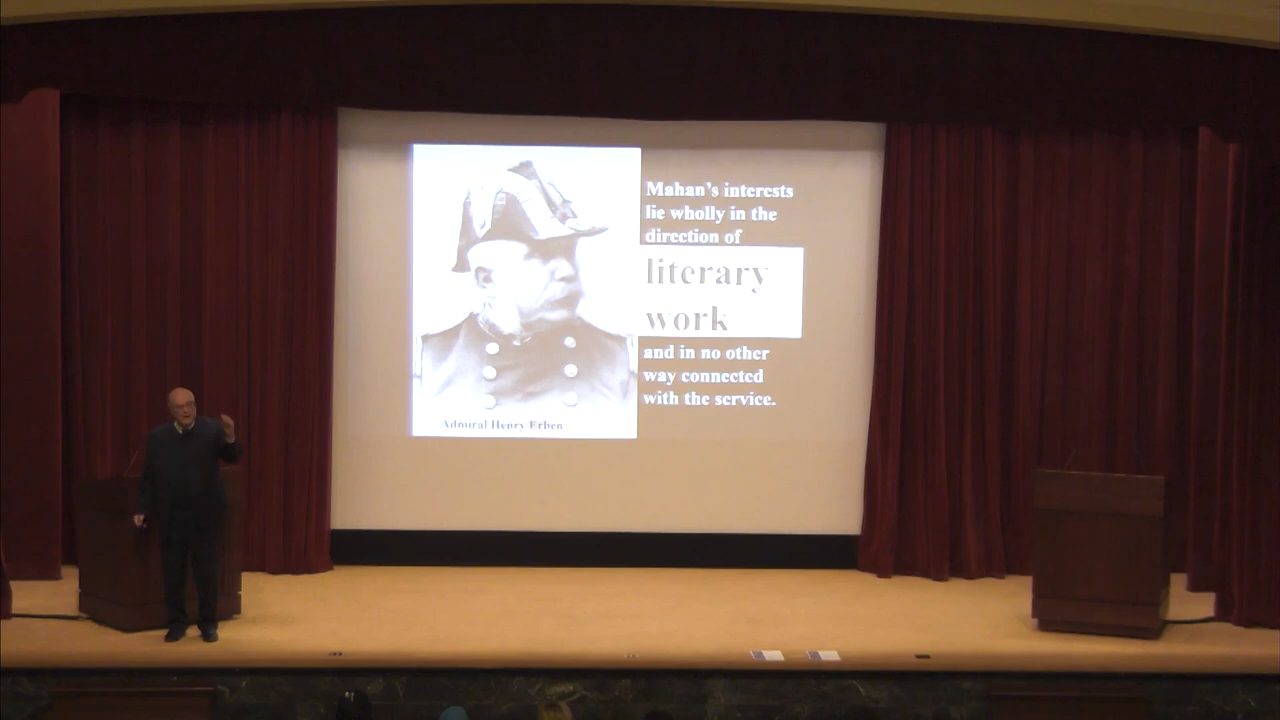 Mahan's interests
lie wholly in the
direction of
literary
work
and in no other
way connected
with the service.
Admiral Henry Erben